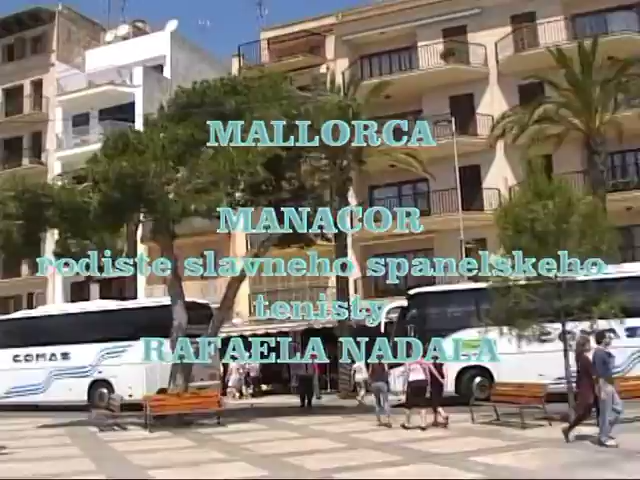 MALLORCA
MANACOR
rodiste slavneho spanelskeho
tenisty
RAFAELA NADALA
COMAS